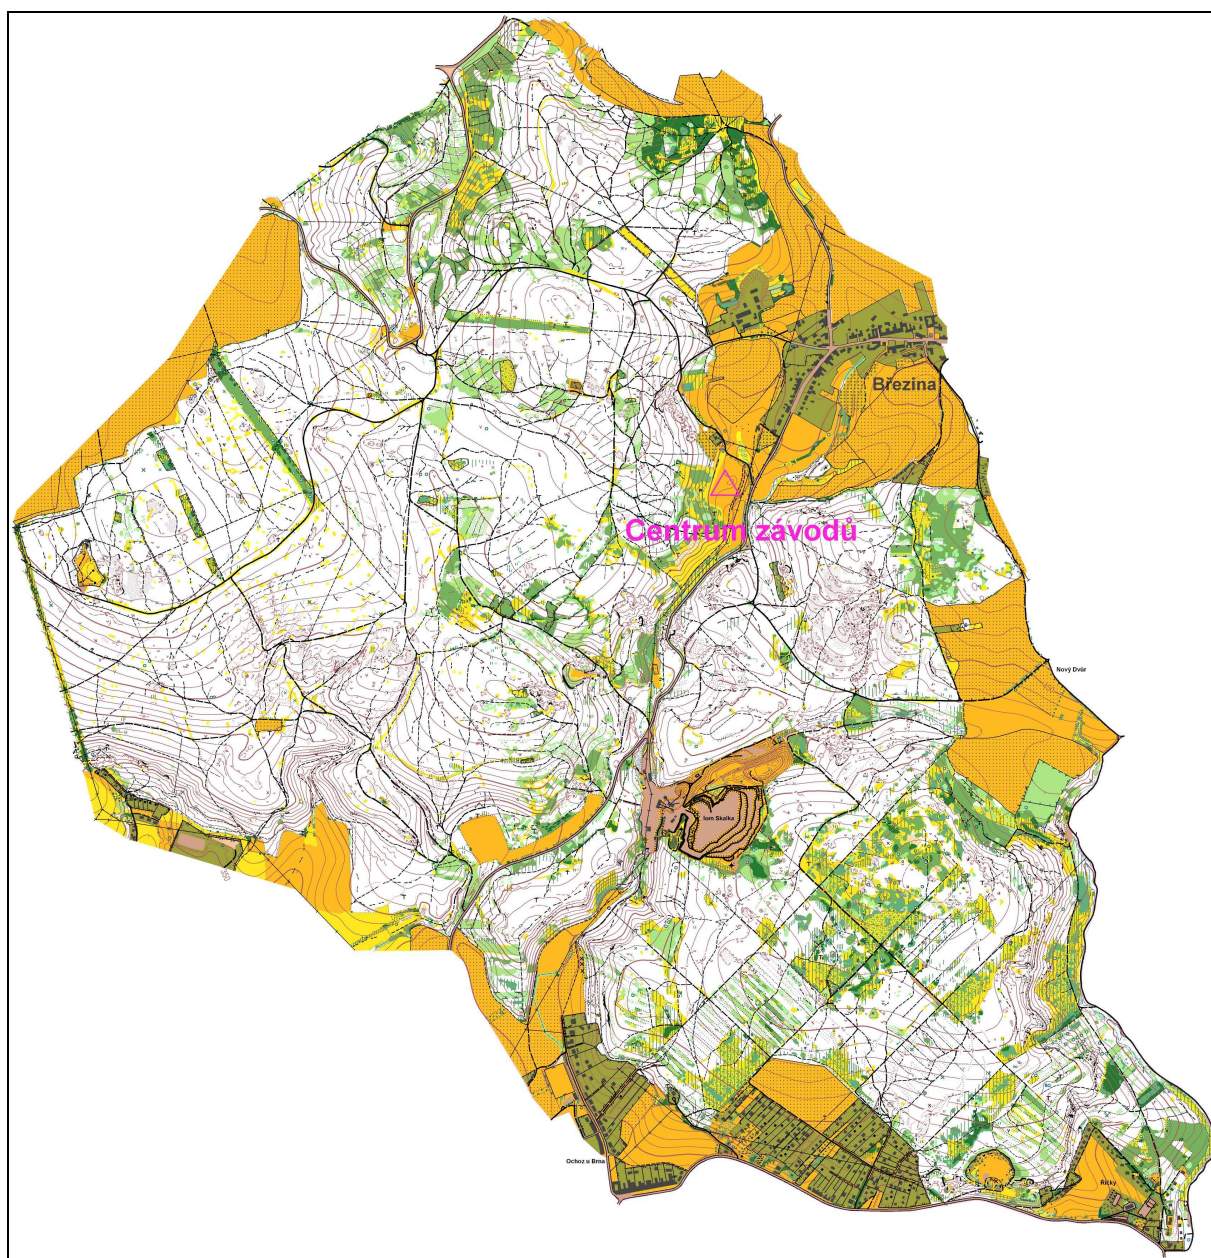 Březina
Centrum závodů
Nový Dvůr
lom Skalka
Ochoz u Brna
Říčky